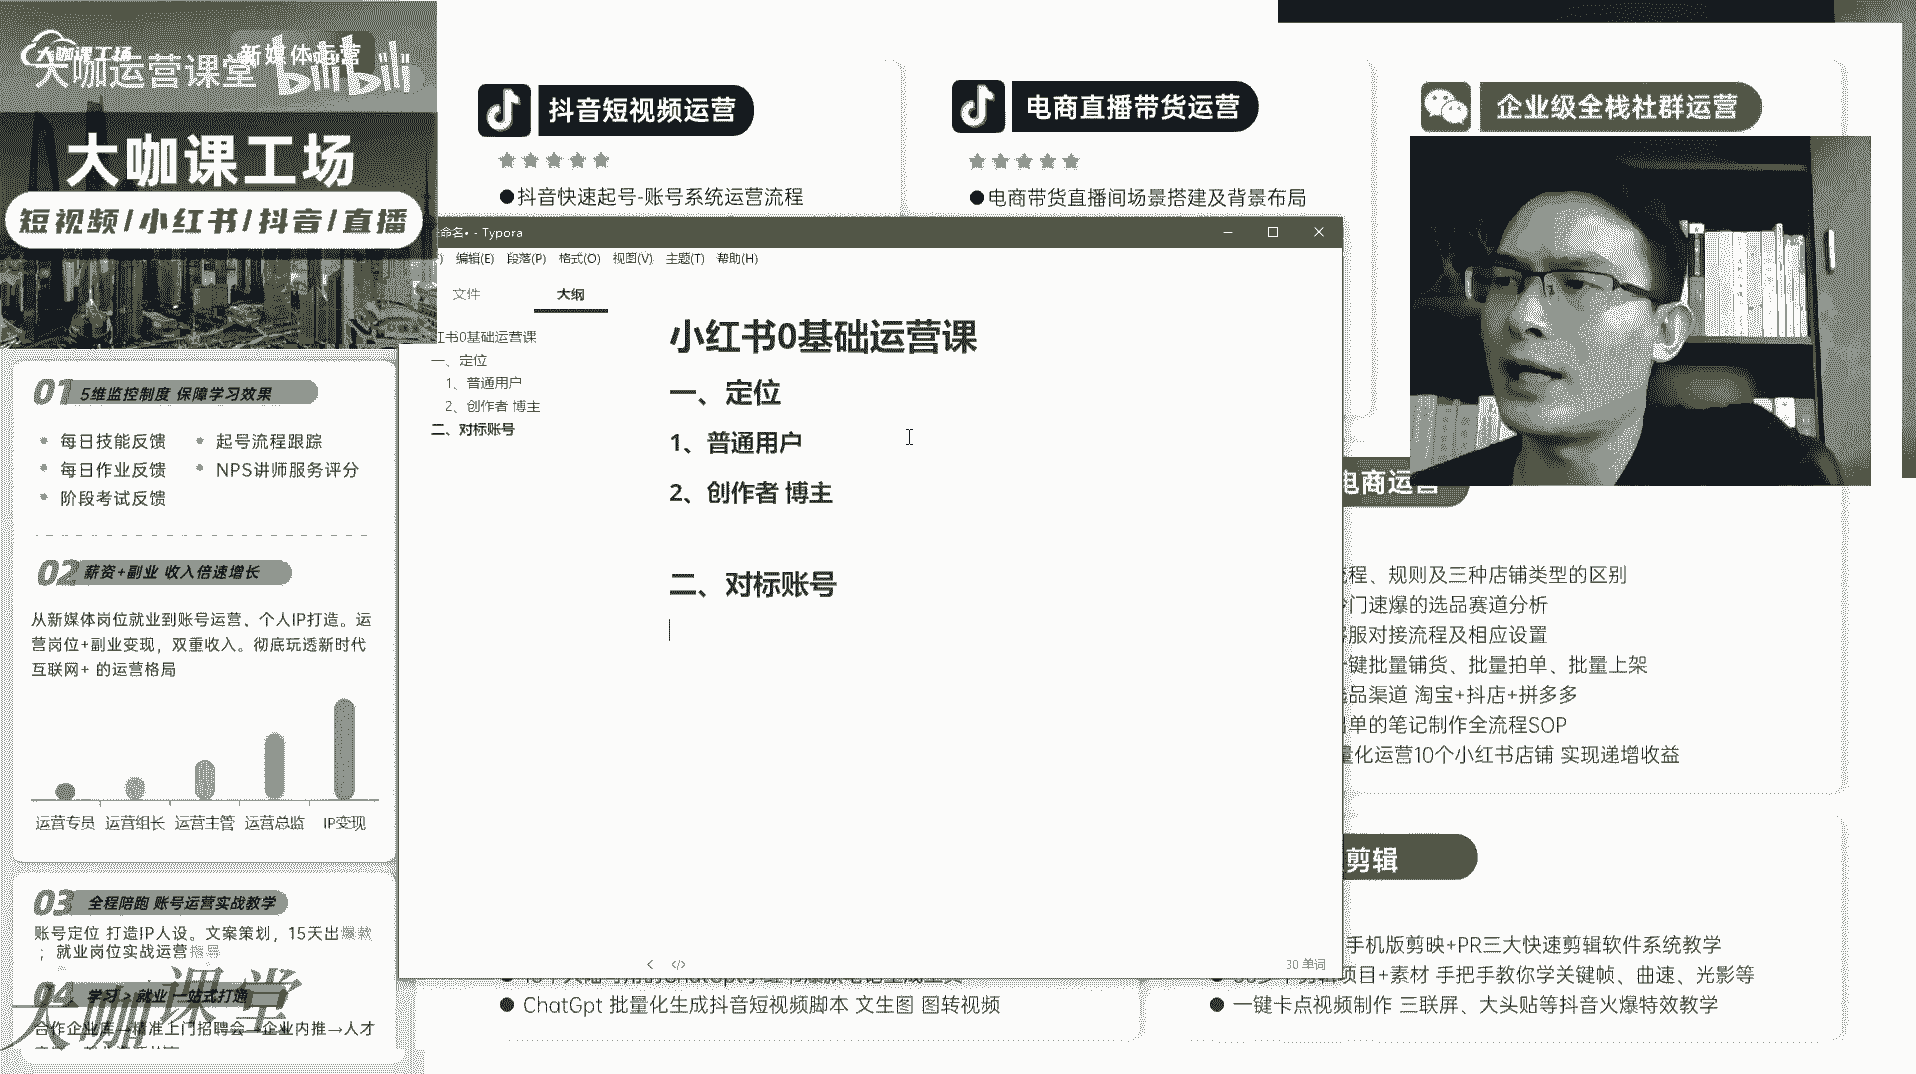 大咖课工场
新媒体运营
大咖运营课堂
bilibili
大咖课工场
短视频/小红书/抖音/直播
01 5维监控制度 保障学习效果
每日技能反馈
起号流程跟踪
每日作业反馈
NPS讲师服务评分
阶段考试反馈
02 薪资+副业 收入倍速增长
从新媒体岗位就业到账号运营、个人IP打造。运
营岗位+副业变现，双重收入。彻底玩透新时代
互联网+ 的运营格局
运营专员 运营组长 运营主管 运营总监 IP变现
03 全程陪跑 账号运营实战教学
账号定位 打造IP人设。文案策划，15天出爆款
；就业岗位实战运营指导
04 学习 > 就业 一站式打通
合作企业库→精准上门招聘会→企业内推→人才
大咖课堂
抖音短视频运营
●抖音快速起号-账号系统运营流程
电商直播带货运营
●电商带货直播间场景搭建及背景布局
企业级全栈社群运营
命名• - Typora
编辑(E) 段落(P) 格式(O) 视图(V) 主题(T) 帮助(H)
文件 大纲
红书0基础运营课
一、定位
1、普通用户
2、创作者 博主
二、对标账号
小红书0基础运营课
一、定位
1、普通用户
2、创作者 博主
二、对标账号
</>
30 单词
电商运营
程、规则及三种店铺类型的区别
门速爆的选品赛道分析
服对接流程及相应设置
键批量铺货、批量拍单、批量上架
品渠道 淘宝+抖店+拼多多
单的笔记制作全流程SOP
量化运营10个小红书店铺 实现递增收益
剪辑
手机版剪映+PR三大快速剪辑软件系统教学
项目+素材 手把手教你学关键帧、曲速、光影等
● ChatGpt 批量化生成抖音短视频脚本 文生图 图转视频
● 一键卡点视频制作 三联屏、大头贴等抖音火爆特效教学